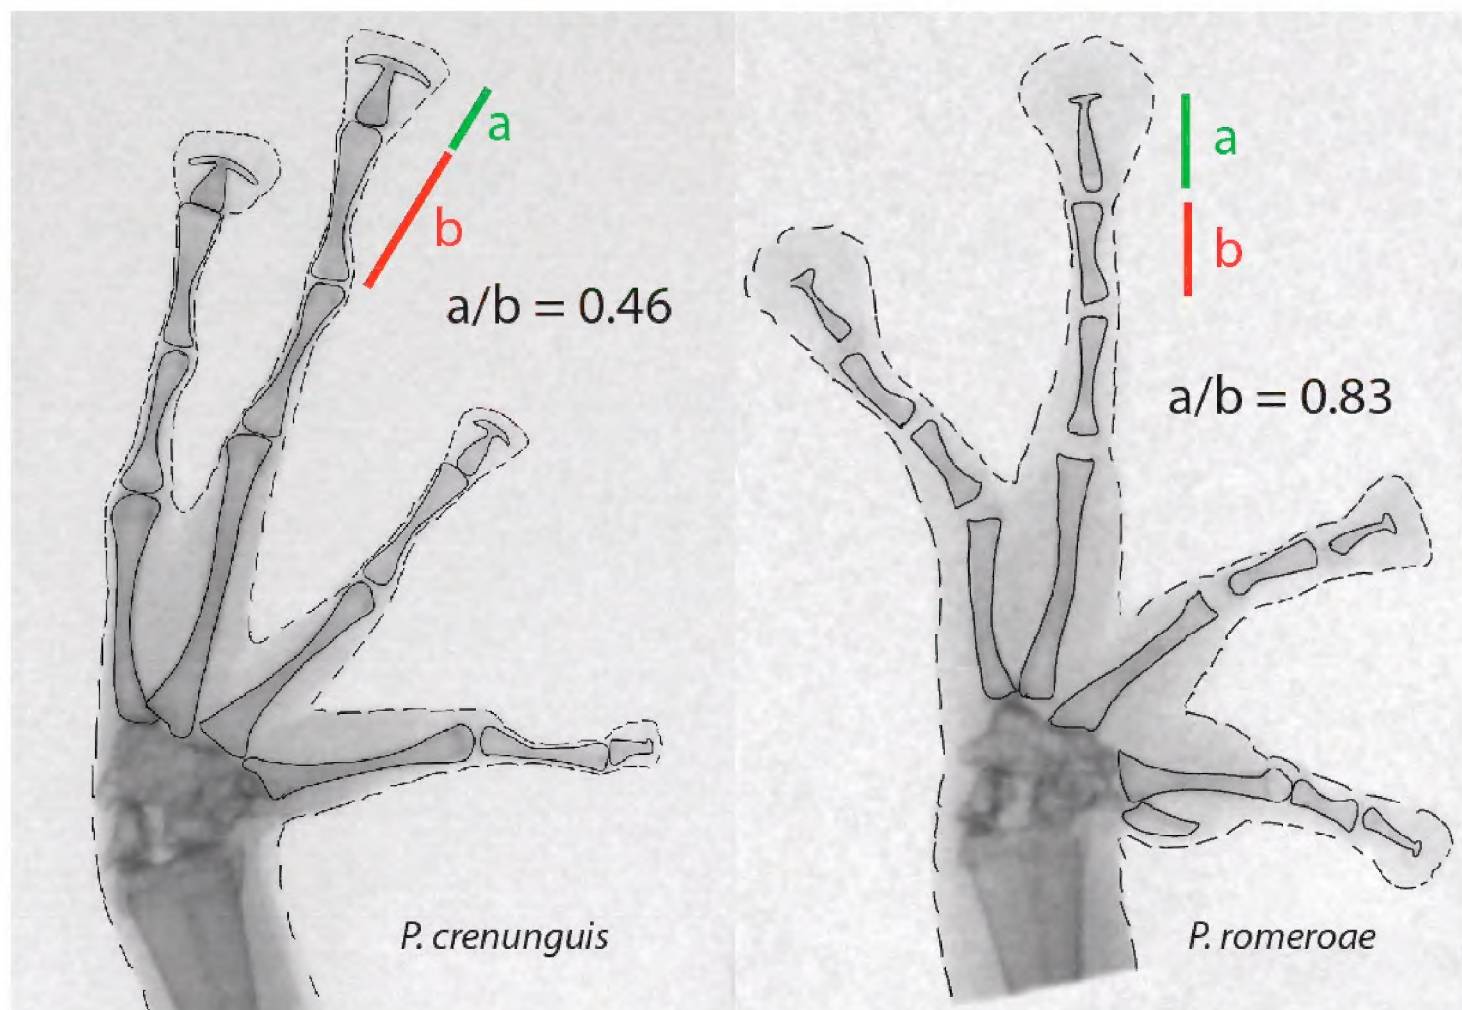 a
b
a/b = 0.46
P. crenunguis
a
b
a/b = 0.83
P. romeroae